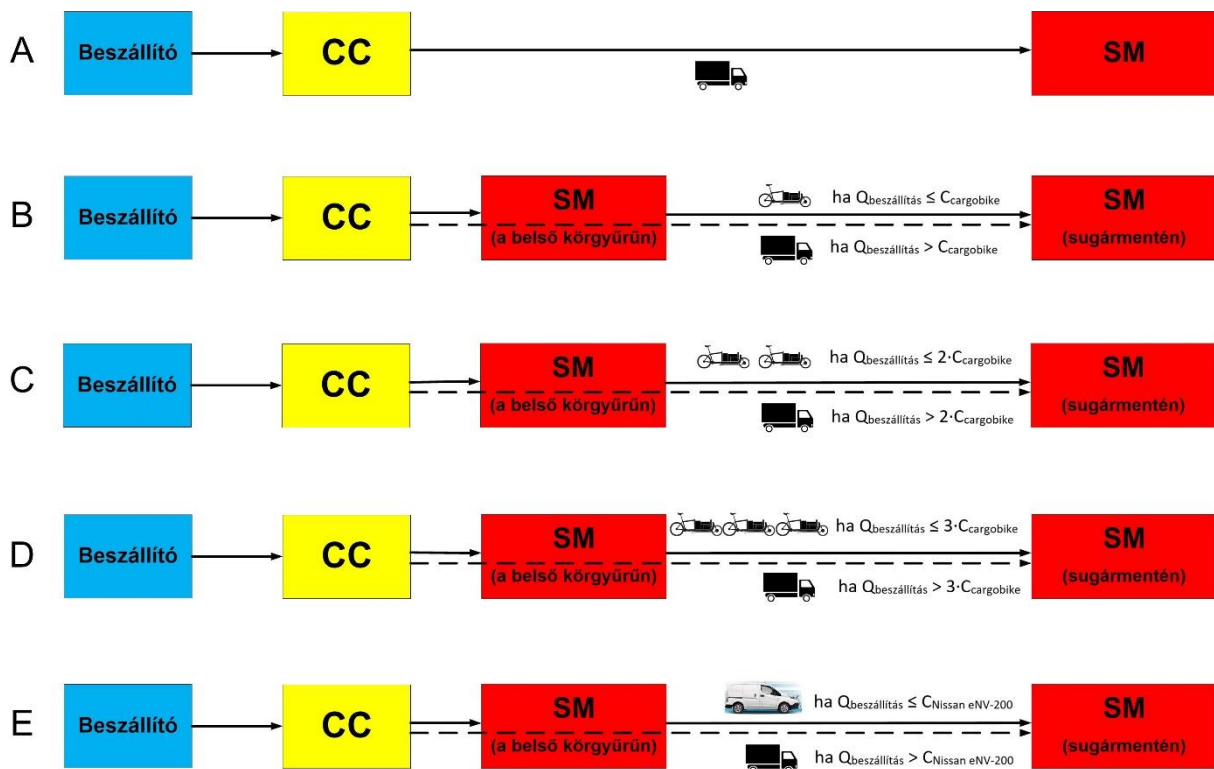 A
Beszállító
CC
SM
B
Beszállító
CC
SM
(a belső körgyűrűn)
ha Qbeszállítás ≤ Ccargobike
ha Qbeszállítás > Ccargobike
SM
(sugármentén)
C
Beszállító
CC
SM
(a belső körgyűrűn)
ha Qbeszállítás ≤ 2·Ccargobike
ha Qbeszállítás > 2·Ccargobike
SM
(sugármentén)
D
Beszállító
CC
SM
(a belső körgyűrűn)
ha Qbeszállítás ≤ 3·Ccargobike
ha Qbeszállítás > 3·Ccargobike
SM
(sugármentén)
E
Beszállító
CC
SM
(a belső körgyűrűn)
ha Qbeszállítás ≤ CNissan eNV-200
ha Qbeszállítás > CNissan eNV-200
SM
(sugármentén)